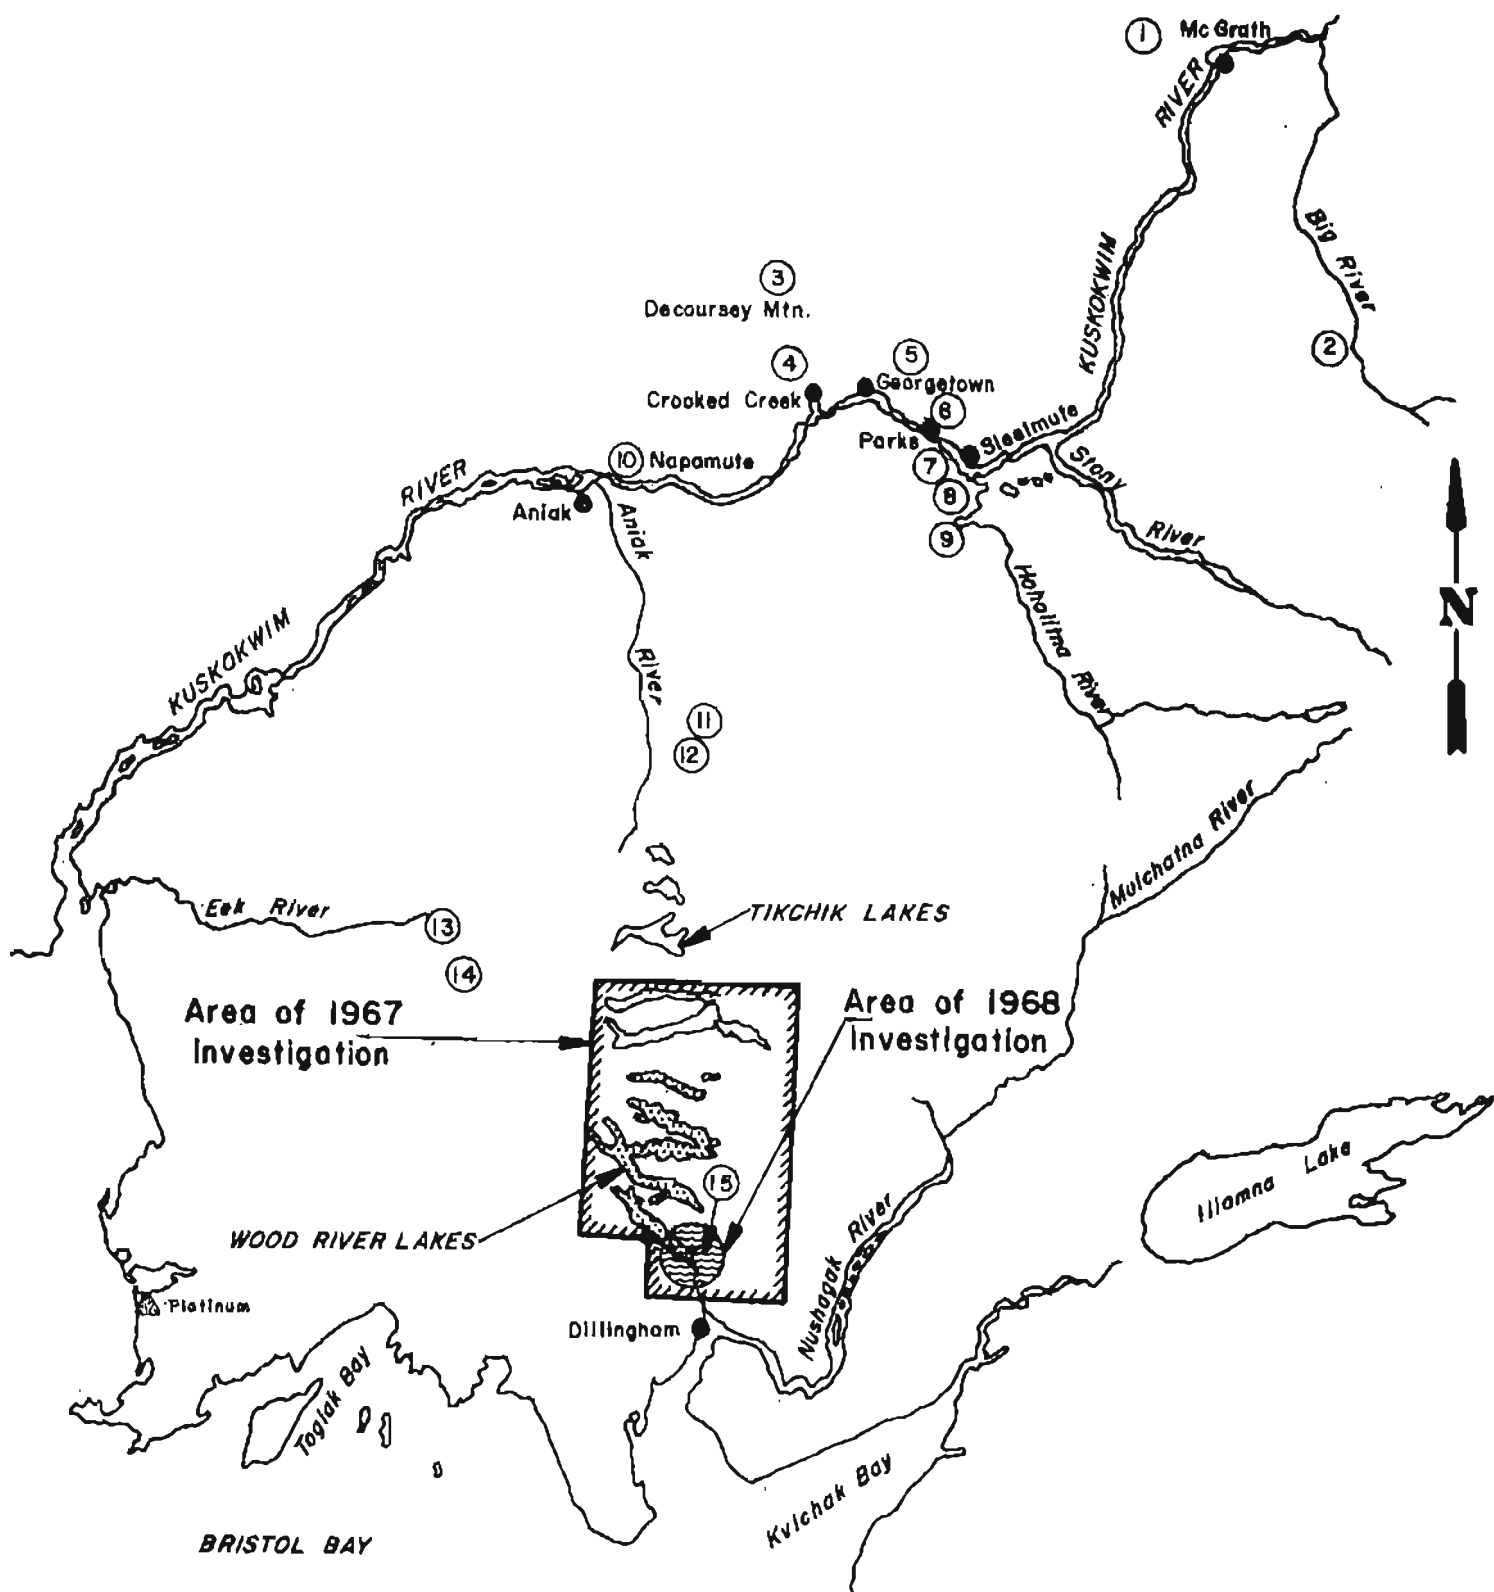 1 Mc Grath
RIVER
KUSKOKWIM
Big River
2
3
Decoursey Mtn.
4
Crooked Creek
5
Georgetown
6
Parks
Sleetmute
7
8
9
Stony
River
10 Napamute
RIVER
Aniak
Aniak
River
KUSKOKWIM
Hoholitna River
N
11
12
Mulchatna River
Eek River
13
14
TIKCHIK LAKES
Area of 1967
Investigation
Area of 1968
Investigation
15
WOOD RIVER LAKES
Iliamna Lake
Nushagak River
Platinum
Dillingham
Togiak Bay
Kvichak Bay
BRISTOL BAY